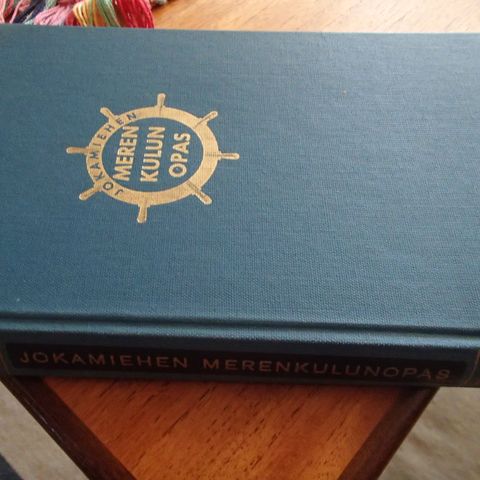 JOKAMIEHEN
MEREN
KULUN
OPAS
JOKAMIEHEN MERENKULUNOPAS